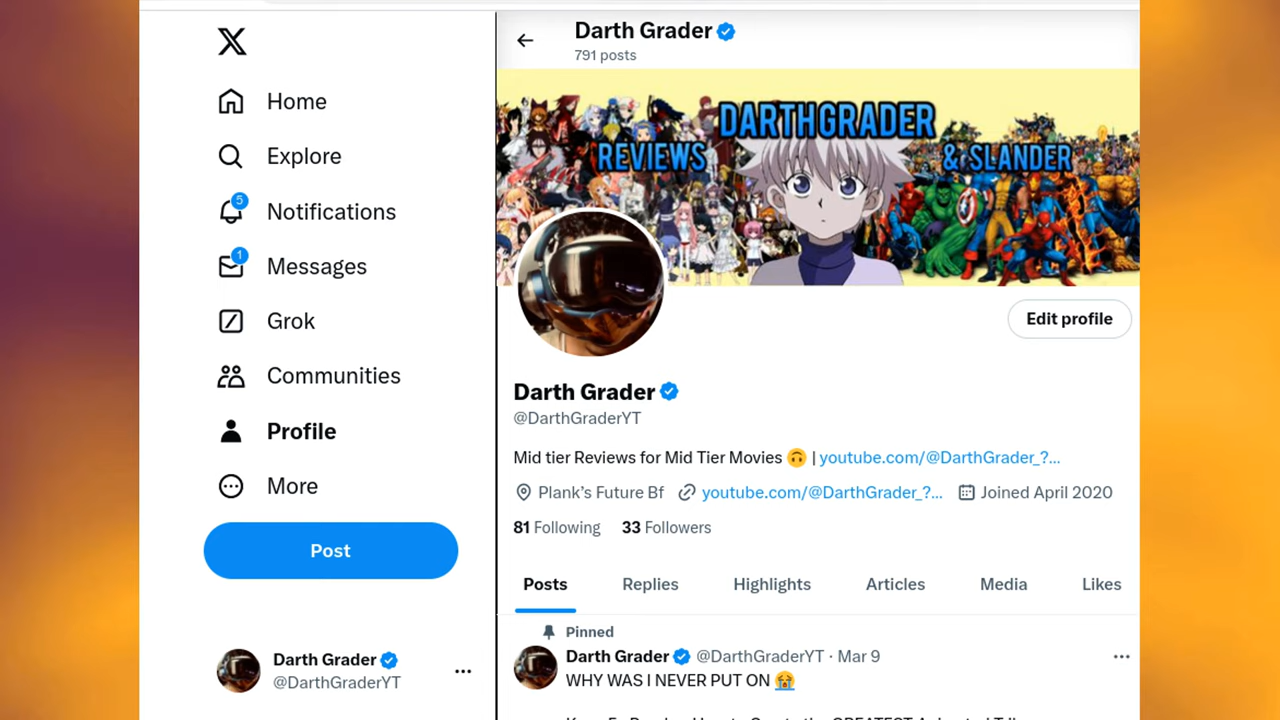 Darth Grader
791 posts
DARTHGRADER
REVIEWS & SLANDER
Home
Explore
5
Notifications
1
Messages
Grok
Communities
Profile
More
Post
Darth Grader
@DarthGraderYT
Edit profile
Darth Grader
@DarthGraderYT
Mid tier Reviews for Mid Tier Movies 🙃 | youtube.com/@DarthGrader_?...
Plank's Future Bf youtube.com/@DarthGrader_?... Joined April 2020
81 Following 33 Followers
Posts Replies Highlights Articles Media Likes
Pinned
Darth Grader @DarthGraderYT · Mar 9
WHY WAS I NEVER PUT ON 😭